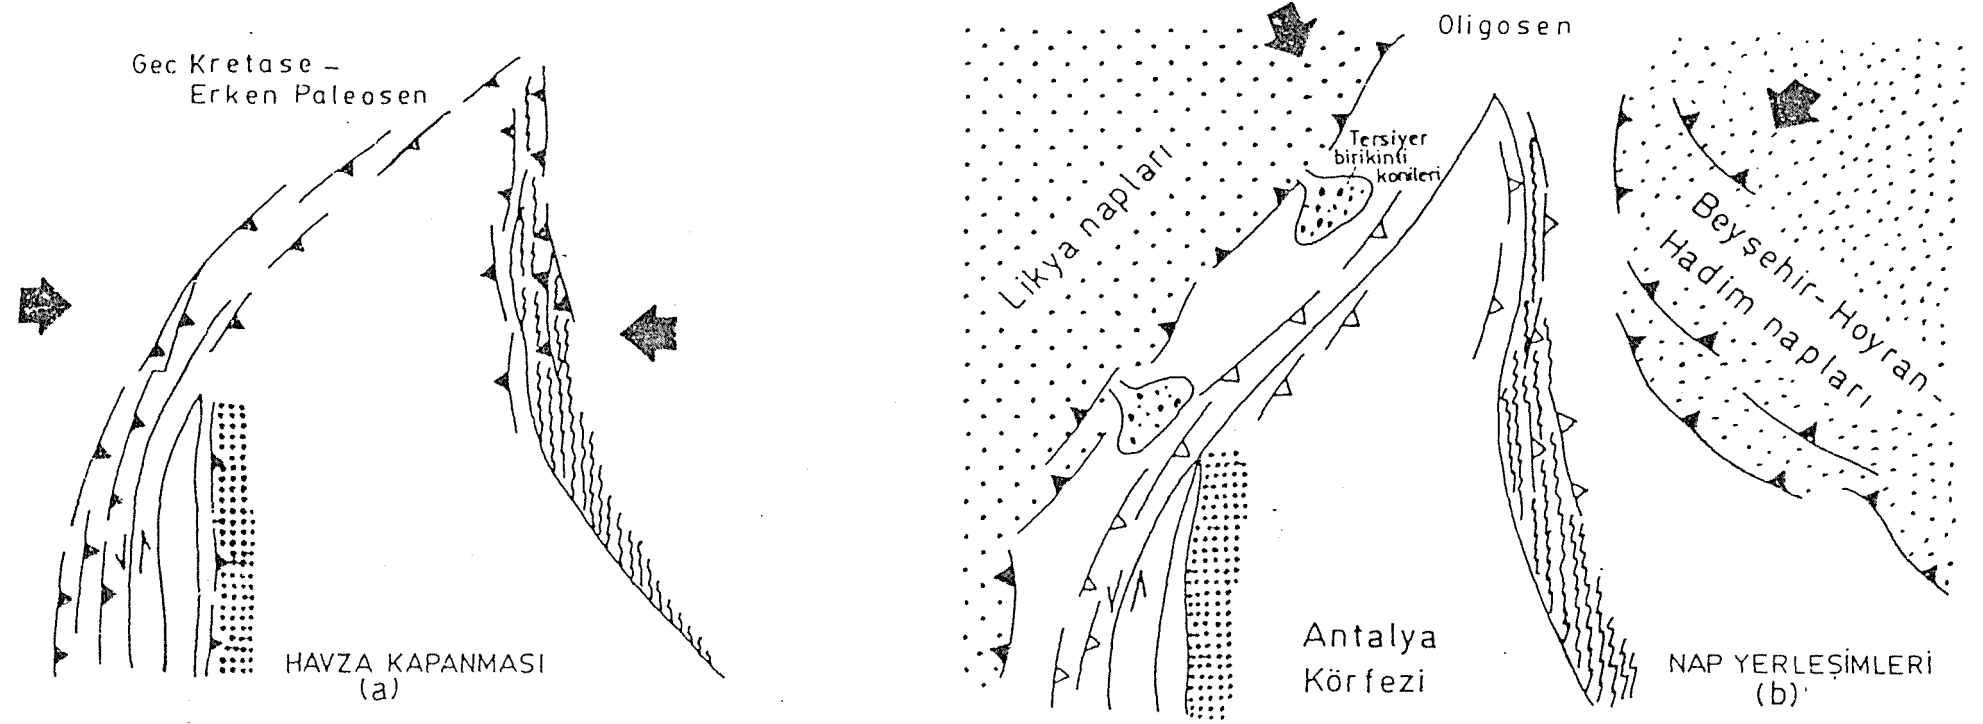 Geç Kretase –
Erken Paleosen
HAVZA KAPANMASI
(a)
Oligosen
Tersiyer
birikinti
konileri
Likya napları
Beyşehir-Hoyran-
Hadim napları
Antalya
Körfezi
NAP YERLEŞİMLERİ
(b)